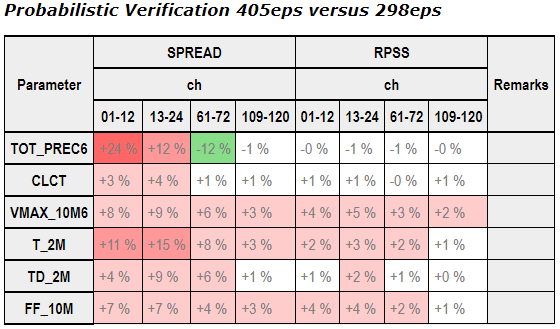 Probabilistic Verification 405eps versus 298eps
Parameter SPREAD RPSS Remarks
ch ch
01-12 13-24 61-72 109-120 01-12 13-24 61-72 109-120
TOT_PREC6 +24 % +12 % -12 % -1 % -0 % -1 % -1 % -0 %
CLCT +3 % +4 % +1 % +1 % +1 % +1 % -0 % +1 %
VMAX_10M6 +8 % +9 % +6 % +3 % +4 % +5 % +3 % +2 %
T_2M +11 % +15 % +8 % +3 % +2 % +3 % +2 % +1 %
TD_2M +4 % +9 % +6 % +1 % +1 % +2 % +1 % +0 %
FF_10M +7 % +7 % +4 % +3 % +4 % +4 % +2 % +1 %